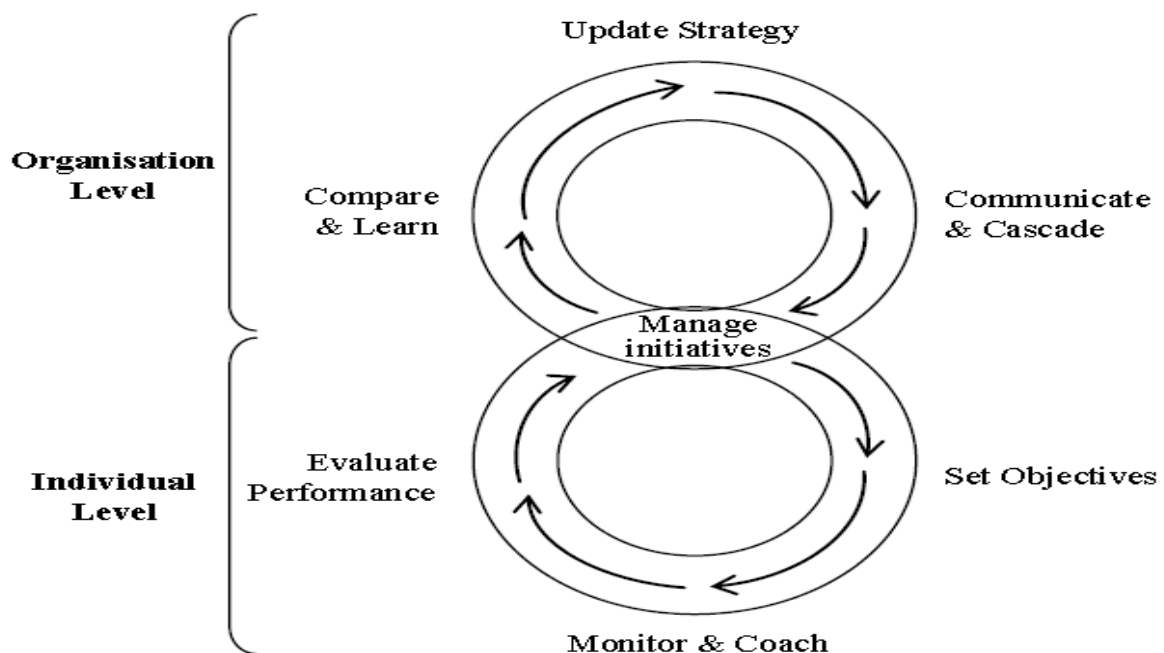 Update Strategy
Organisation
Level
Compare
& Learn
Communicate
& Cascade
Manage
initiatives
Individual
Level
Evaluate
Performance
Set Objectives
Monitor & Coach